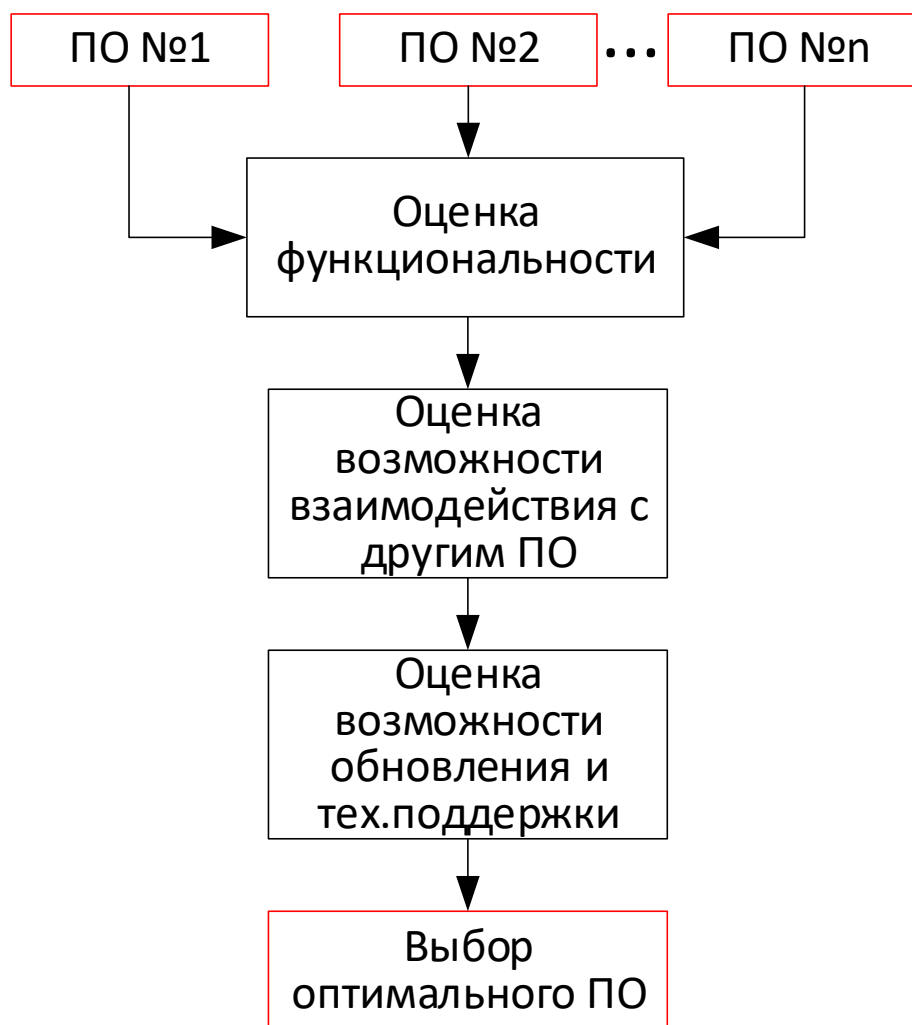 ПО №1 ПО №2 ... ПО №n
Оценка
функциональности
Оценка
возможности
взаимодействия с
другим ПО
Оценка
возможности
обновления и
тех.поддержки
Выбор
оптимального ПО